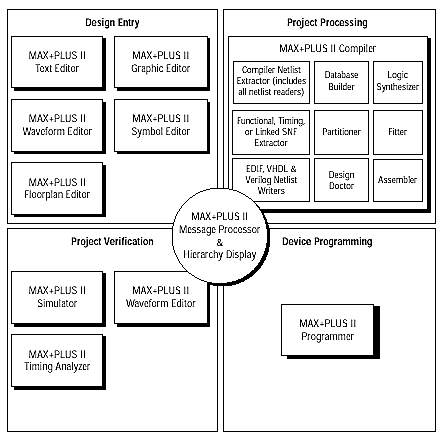 Design Entry
MAX+PLUS II
Text Editor
MAX+PLUS II
Graphic Editor
MAX+PLUS II
Waveform Editor
MAX+PLUS II
Symbol Editor
MAX+PLUS II
Floorplan Editor
Project Processing
MAX+PLUS II Compiler
Compiler Netlist
Extractor (includes
all netlist readers)
Database
Builder
Logic
Synthesizer
Functional, Timing,
or Linked SNF
Extractor
Partitioner
Fitter
EDIF, VHDL &
Verilog Netlist
Writers
Design
Doctor
Assembler
MAX+PLUS II
Message Processor
&
Hierarchy Display
Project Verification
MAX+PLUS II
Simulator
MAX+PLUS II
Waveform Editor
MAX+PLUS II
Timing Analyzer
Device Programming
MAX+PLUS II
Programmer